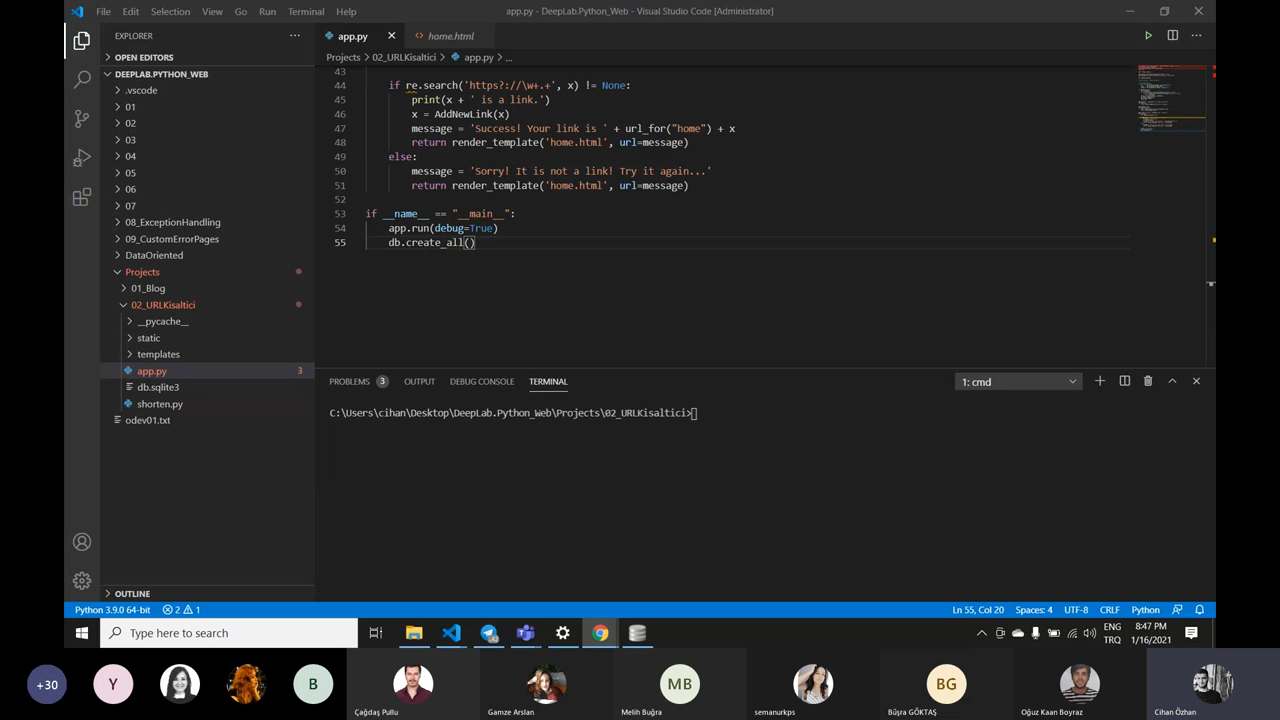 File Edit Selection View Go Run Terminal Help
app.py - DeepLab.Python_Web - Visual Studio Code [Administrator]
EXPLORER
OPEN EDITORS
DEEPLAB.PYTHON_WEB
.vscode
01
02
03
04
05
06
07
08_ExceptionHandling
09_CustomErrorPages
DataOriented
Projects
01_Blog
02_URLKisaltici
__pycache__
static
templates
app.py 3
db.sqlite3
shorten.py
odev01.txt
OUTLINE
app.py home.html
Projects > 02_URLKisaltici > app.py > ...
43
44 if re.search('https?://\w+.+', x) != None:
45 print(x + ' is a link.')
46 x = AddNewLink(x)
47 message = 'Success! Your link is ' + url_for("home") + x
48 return render_template('home.html', url=message)
49 else:
50 message = 'Sorry! It is not a link! Try it again...'
51 return render_template('home.html', url=message)
52
53 if __name__ == "__main__":
54 app.run(debug=True)
55 db.create_all()
PROBLEMS 3 OUTPUT DEBUG CONSOLE TERMINAL
1: cmd
C:\Users\cihan\Desktop\DeepLab.Python_Web\Projects\02_URLKisaltici>
Python 3.9.0 64-bit 2 1
Ln 55, Col 20 Spaces: 4 UTF-8 CRLF Python
Type here to search
ENG
TRQ
8:47 PM
1/16/2021
+30 Y B MB BG
Çağdaş Pullu Gamze Arslan Melih Buğra semanurkps Büşra GÖKTAŞ Oğuz Kaan Boyraz Cihan Özhan